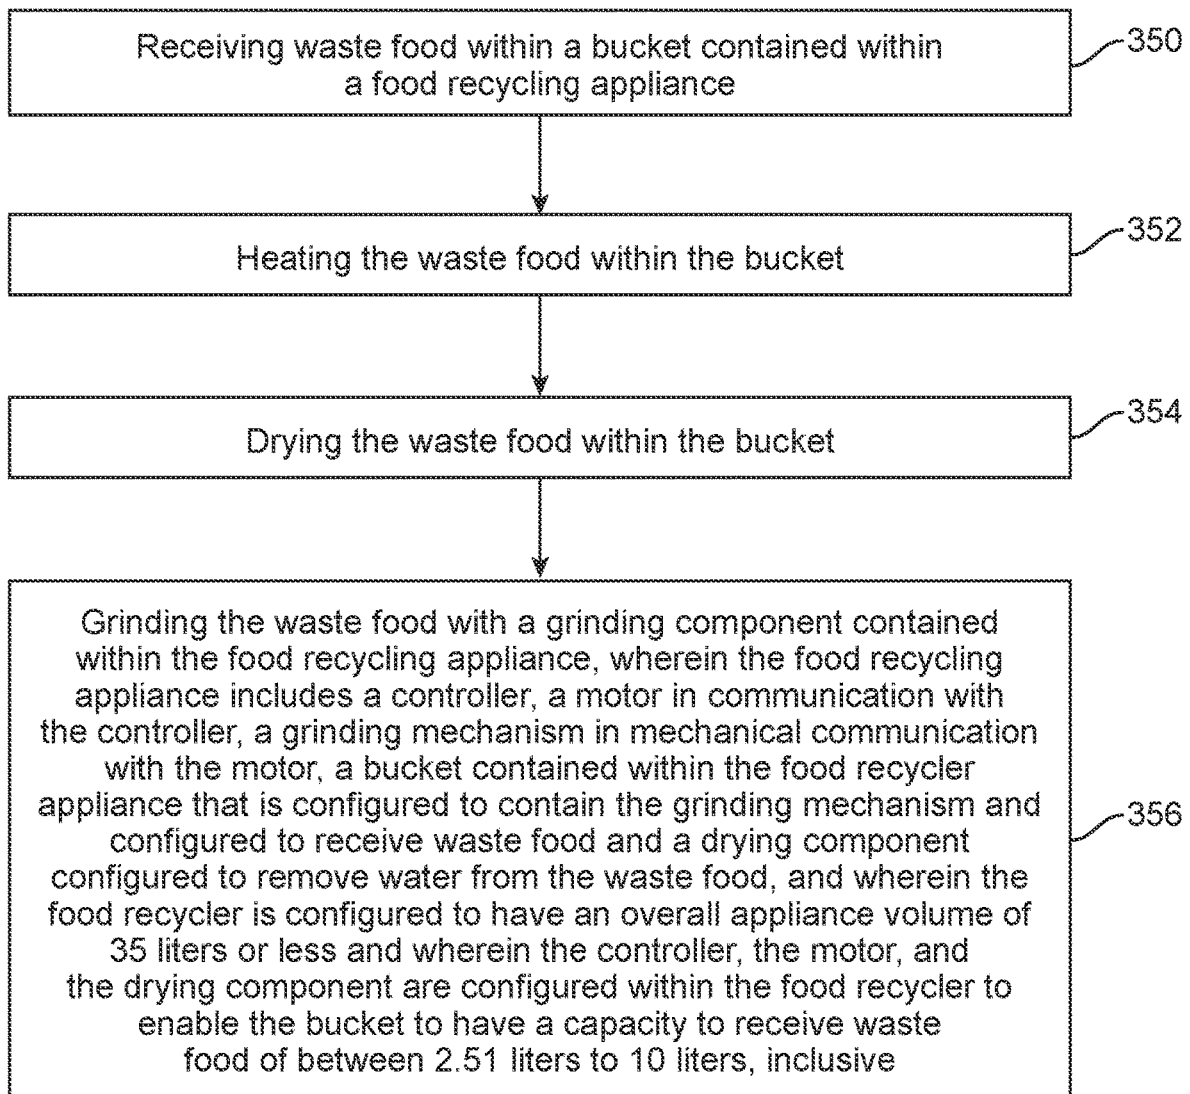 Receiving waste food within a bucket contained within
a food recycling appliance
350
Heating the waste food within the bucket
352
Drying the waste food within the bucket
354
Grinding the waste food with a grinding component contained
within the food recycling appliance, wherein the food recycling
appliance includes a controller, a motor in communication with
the controller, a grinding mechanism in mechanical communication
with the motor, a bucket contained within the food recycler
appliance that is configured to contain the grinding mechanism and
configured to receive waste food and a drying component
configured to remove water from the waste food, and wherein the
food recycler is configured to have an overall appliance volume of
35 liters or less and wherein the controller, the motor, and
the drying component are configured within the food recycler to
enable the bucket to have a capacity to receive waste
food of between 2.51 liters to 10 liters, inclusive
356